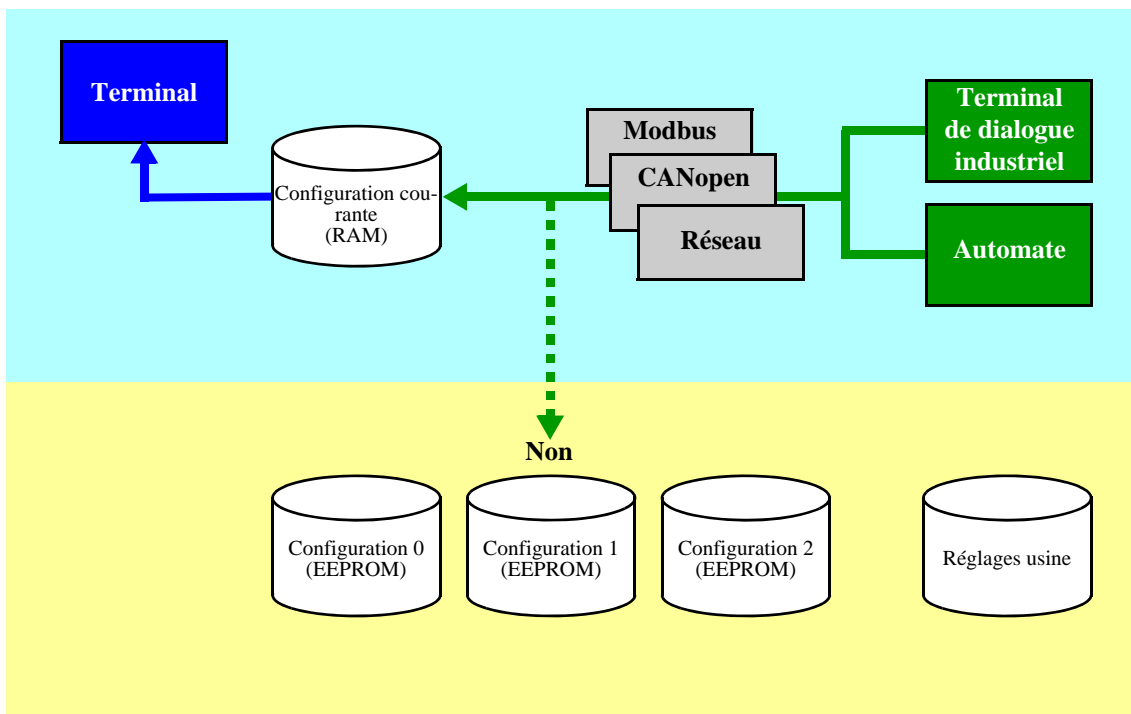 Terminal
Configuration cou-
rante
(RAM)
Modbus
CANopen
Réseau
Terminal
de dialogue
industriel
Automate
Non
Configuration 0
(EEPROM)
Configuration 1
(EEPROM)
Configuration 2
(EEPROM)
Réglages usine